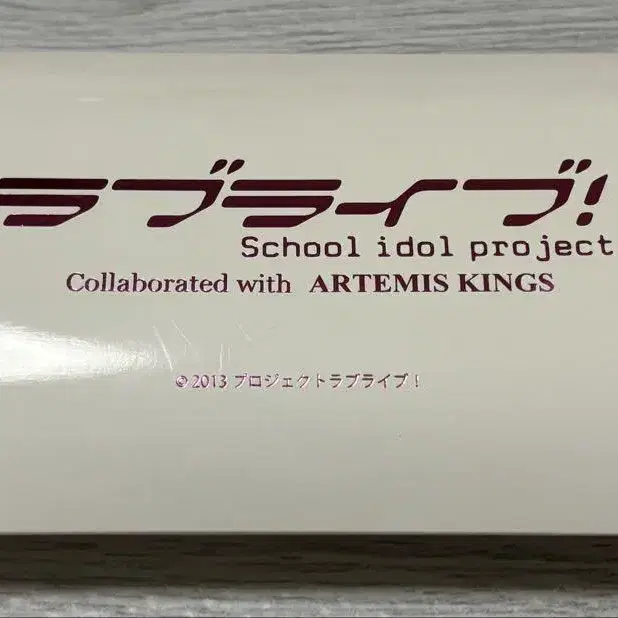 ラブライブ!
School idol project
Collaborated with ARTEMIS KINGS
©2013 プロジェクトラブライブ!